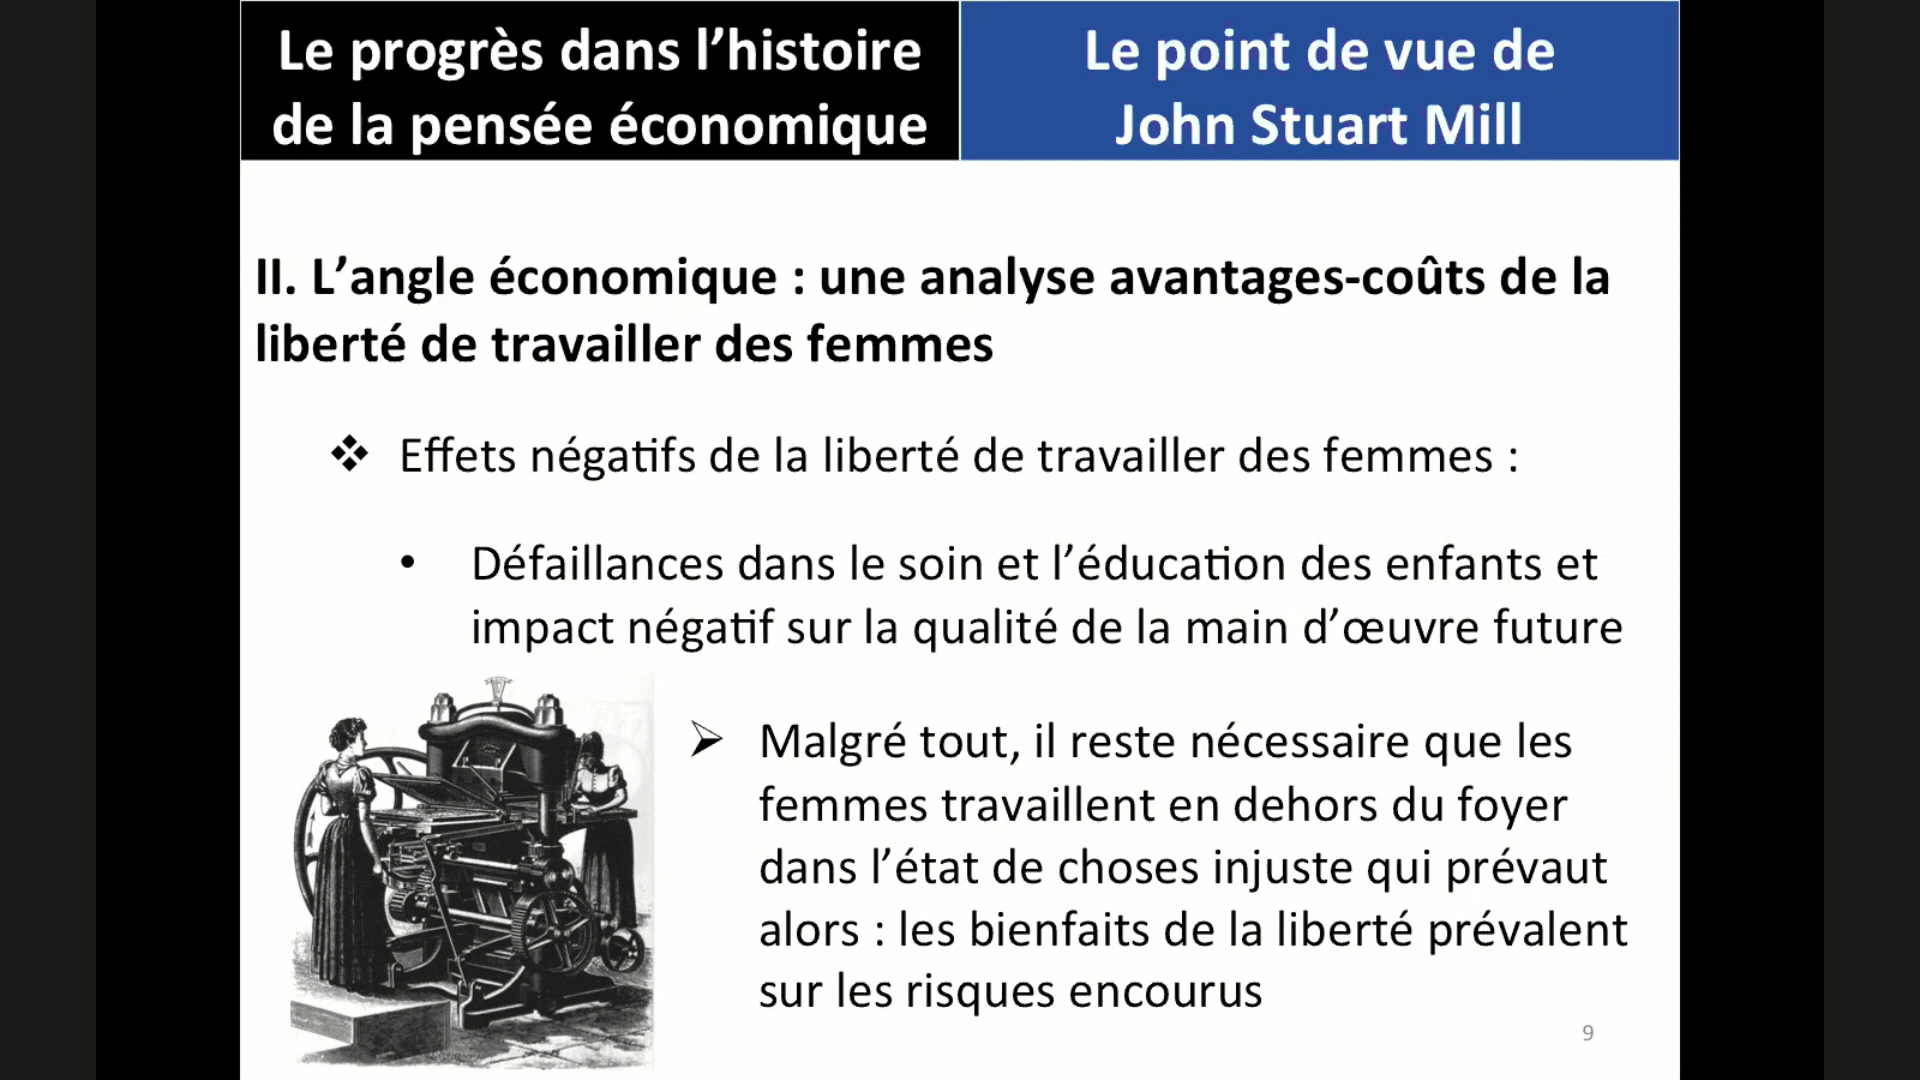 Le progrès dans l’histoire
de la pensée économique
Le point de vue de
John Stuart Mill
II. L’angle économique : une analyse avantages-coûts de la
liberté de travailler des femmes
❖ Effets négatifs de la liberté de travailler des femmes :
• Défaillances dans le soin et l’éducation des enfants et
impact négatif sur la qualité de la main d’œuvre future
➢ Malgré tout, il reste nécessaire que les
femmes travaillent en dehors du foyer
dans l’état de choses injuste qui prévaut
alors : les bienfaits de la liberté prévalent
sur les risques encourus
9